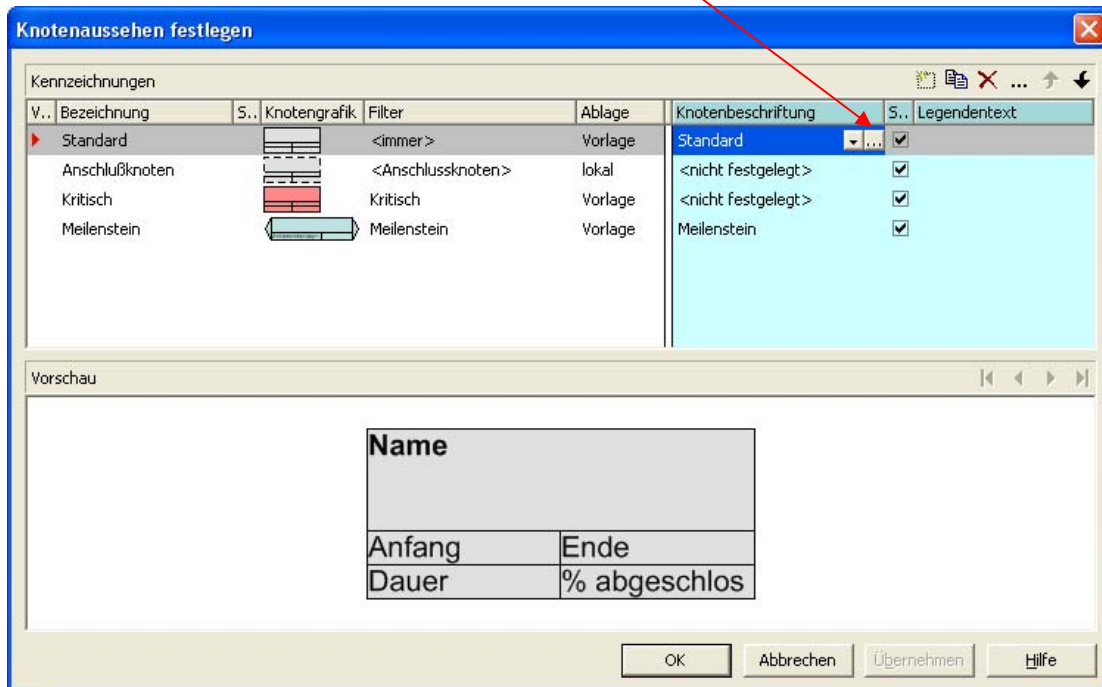 Knotenaussehen festlegen
Kennzeichnungen
V.. Bezeichnung S.. Knotengrafik Filter Ablage Knotenbeschriftung S.. Legendentext
Standard <immer> Vorlage Standard ...
Anschlußknoten <Anschlussknoten> lokal <nicht festgelegt>
Kritisch Kritisch Vorlage <nicht festgelegt>
Meilenstein Meilenstein Vorlage Meilenstein
Vorschau
Name
Anfang Ende
Dauer % abgeschlos
OK Abbrechen Übernehmen Hilfe